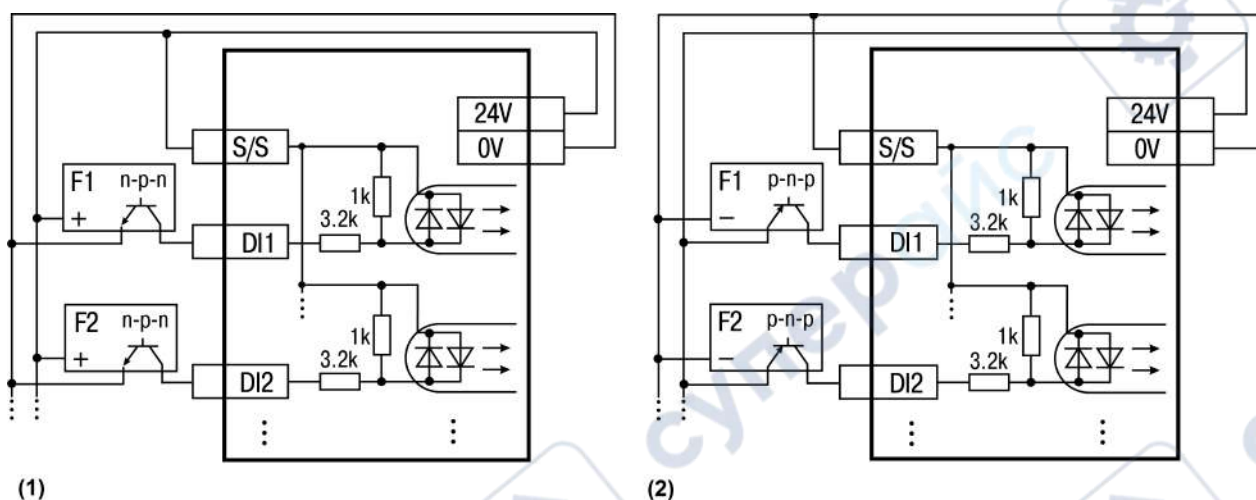 24V
0V
S/S
F1 n-p-n
+
1k
3.2k
DI1
F2 n-p-n
+
1k
3.2k
DI2
(1)
24V
0V
S/S
F1 p-n-p
−
1k
3.2k
DI1
F2 p-n-p
−
1k
3.2k
DI2
(2)
суперайс